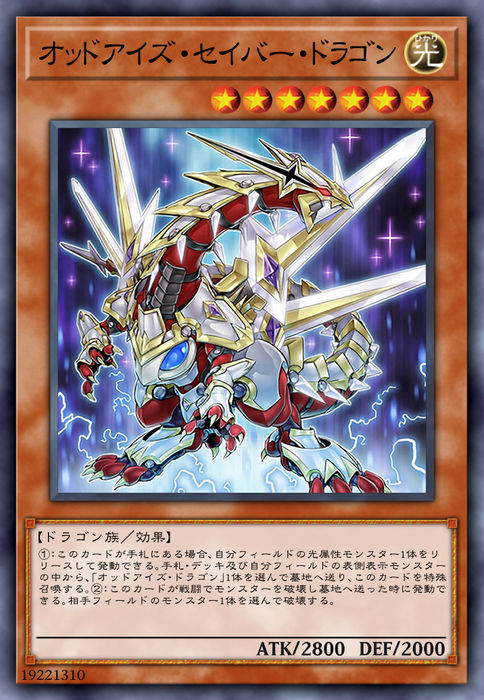 オッドアイズ・セイバー・ドラゴン
ひかり
光
【ドラゴン族／効果】
①：このカードが手札にある場合、自分フィールドの光属性モンスター1体をリ
リースして発動できる。手札・デッキ及び自分フィールドの表側表示モンスター
の中から、「オッドアイズ・ドラゴン」1体を選んで墓地へ送り、このカードを特殊
召喚する。②：このカードが戦闘でモンスターを破壊し墓地へ送った時に発動で
きる。相手フィールドのモンスター1体を選んで破壊する。
ATK/2800 DEF/2000
19221310